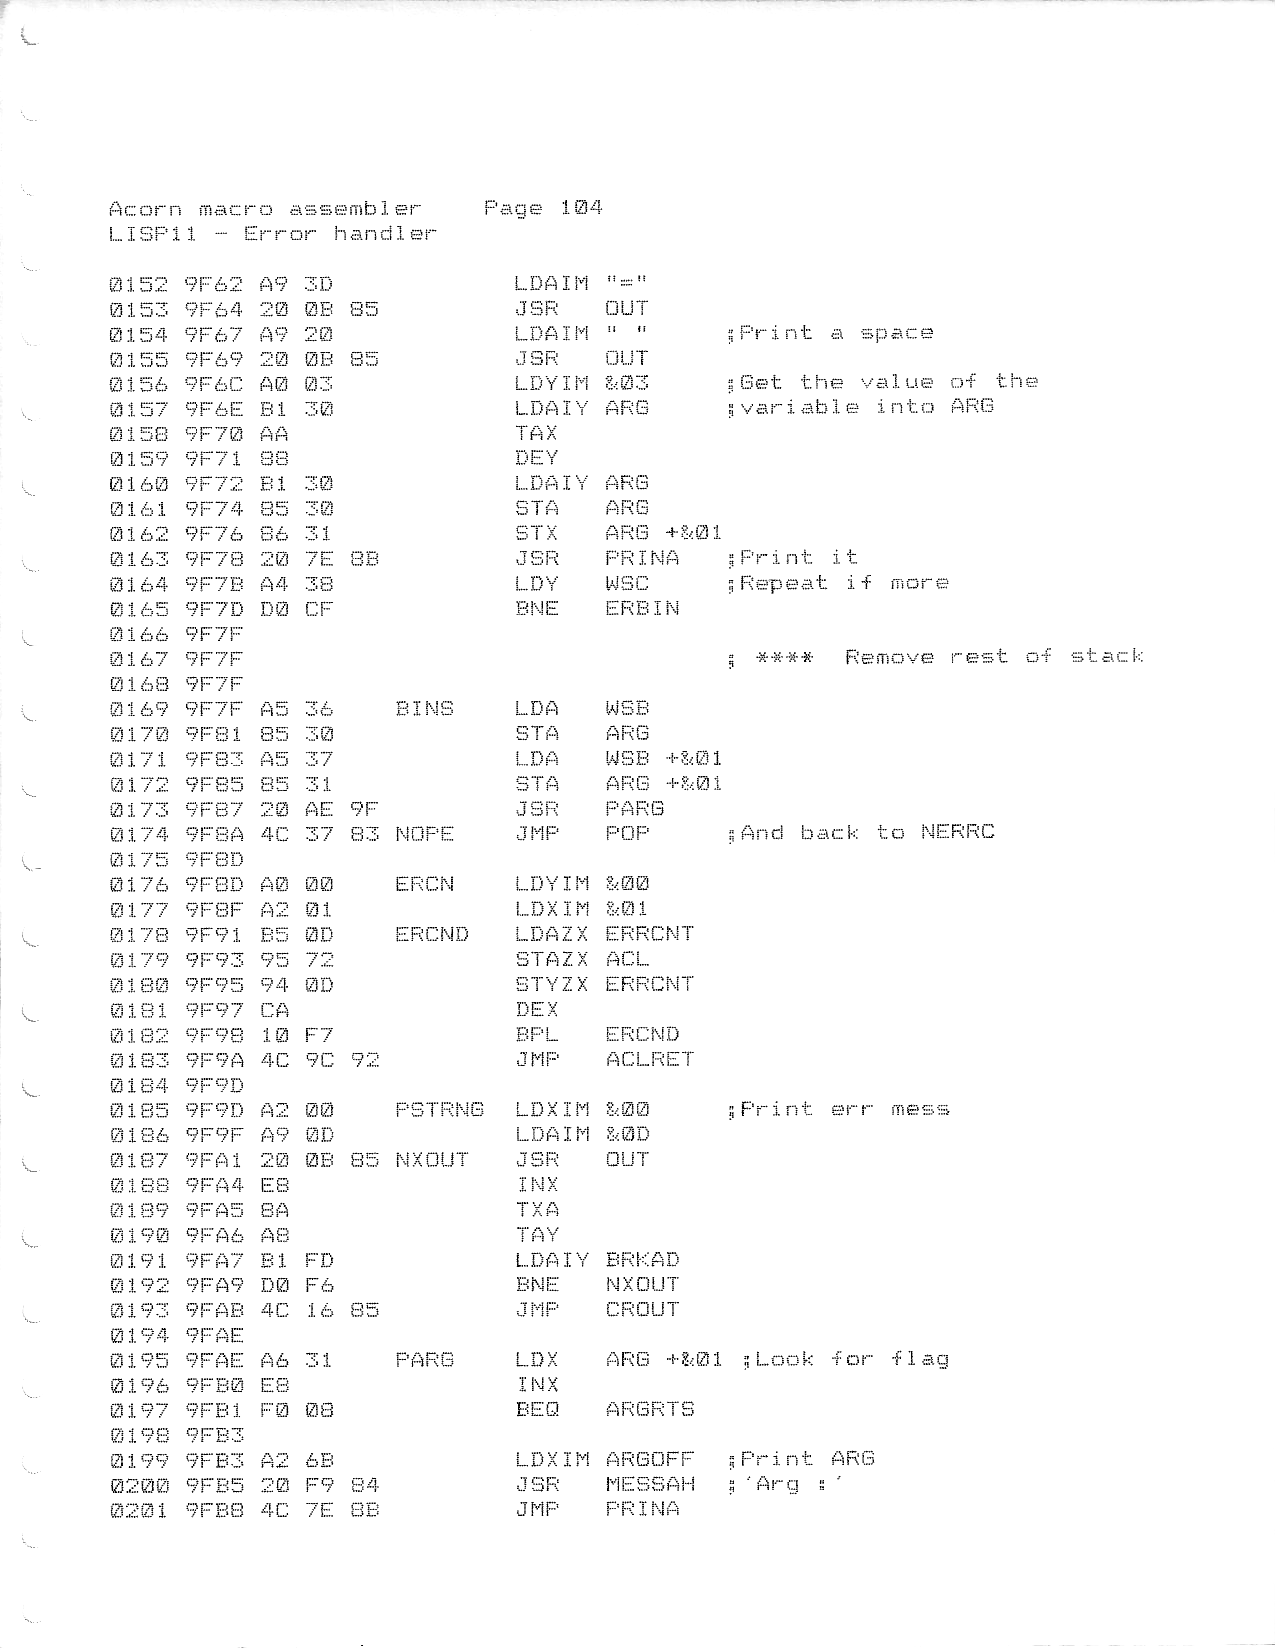 Acorn macro assembler    Page 104
LISP11 - Error handler
0152 9F62 A9 3D            LDAIM "="
0153 9F64 20 0B 85         JSR   OUT
0154 9F67 A9 20            LDAIM " "     ;Print a space
0155 9F69 20 0B 85         JSR   OUT
0156 9F6C A0 03            LDYIM &03     ;Get the value of the
0157 9F6E B1 30            LDAIY ARG     ;variable into ARG
0158 9F70 AA               TAX
0159 9F71 88               DEY
0160 9F72 B1 30            LDAIY ARG
0161 9F74 85 30            STA   ARG
0162 9F76 86 31            STX   ARG +&01
0163 9F78 20 7E 8B         JSR   PRINA   ;Print it
0164 9F7B A4 38            LDY   WSC     ;Repeat if more
0165 9F7D D0 CF            BNE   ERBIN
0166 9F7F
0167 9F7F                                ; ****  Remove rest of stack
0168 9F7F
0169 9F7F A5 36    BINS    LDA   WSB
0170 9F81 85 30            STA   ARG
0171 9F83 A5 37            LDA   WSB +&01
0172 9F85 85 31            STA   ARG +&01
0173 9F87 20 AE 9F         JSR   PARG
0174 9F8A 4C 37 83 NOPE    JMP   POP     ;And back to NERRC
0175 9F8D
0176 9F8D A0 00    ERCN    LDYIM &00
0177 9F8F A2 01            LDXIM &01
0178 9F91 B5 0D    ERCND   LDAZX ERRCNT
0179 9F93 95 72            STAZX ACL
0180 9F95 94 0D            STYZX ERRCNT
0181 9F97 CA               DEX
0182 9F98 10 F7            BPL   ERCND
0183 9F9A 4C 9C 92         JMP   ACLRET
0184 9F9D
0185 9F9D A2 00    PSTRNG  LDXIM &00     ;Print err mess
0186 9F9F A9 0D            LDAIM &0D
0187 9FA1 20 0B 85 NXOUT   JSR   OUT
0188 9FA4 E8               INX
0189 9FA5 8A               TXA
0190 9FA6 A8               TAY
0191 9FA7 B1 FD            LDAIY BRKAD
0192 9FA9 D0 F6            BNE   NXOUT
0193 9FAB 4C 16 85         JMP   CROUT
0194 9FAE
0195 9FAE A6 31    PARG    LDX   ARG +&01 ;Look for flag
0196 9FB0 E8               INX
0197 9FB1 F0 08            BEQ   ARGRTS
0198 9FB3
0199 9FB3 A2 6B            LDXIM ARGOFF  ;Print ARG
0200 9FB5 20 F9 84         JSR   MESSAH  ;'Arg :'
0201 9FB8 4C 7E 8B         JMP   PRINA